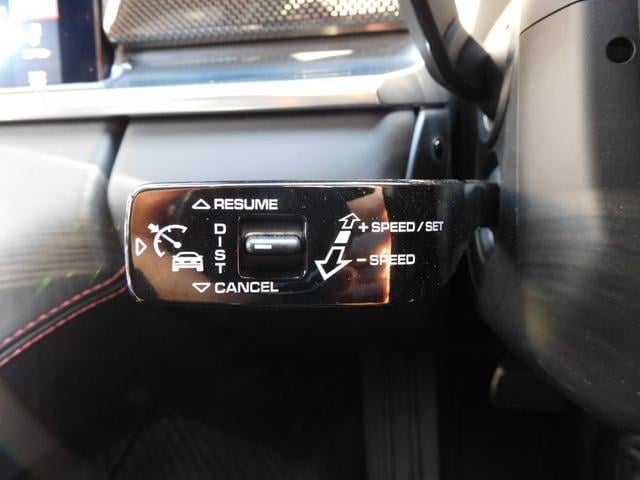 RESUME
DIST
+ SPEED/SET
− SPEED
CANCEL